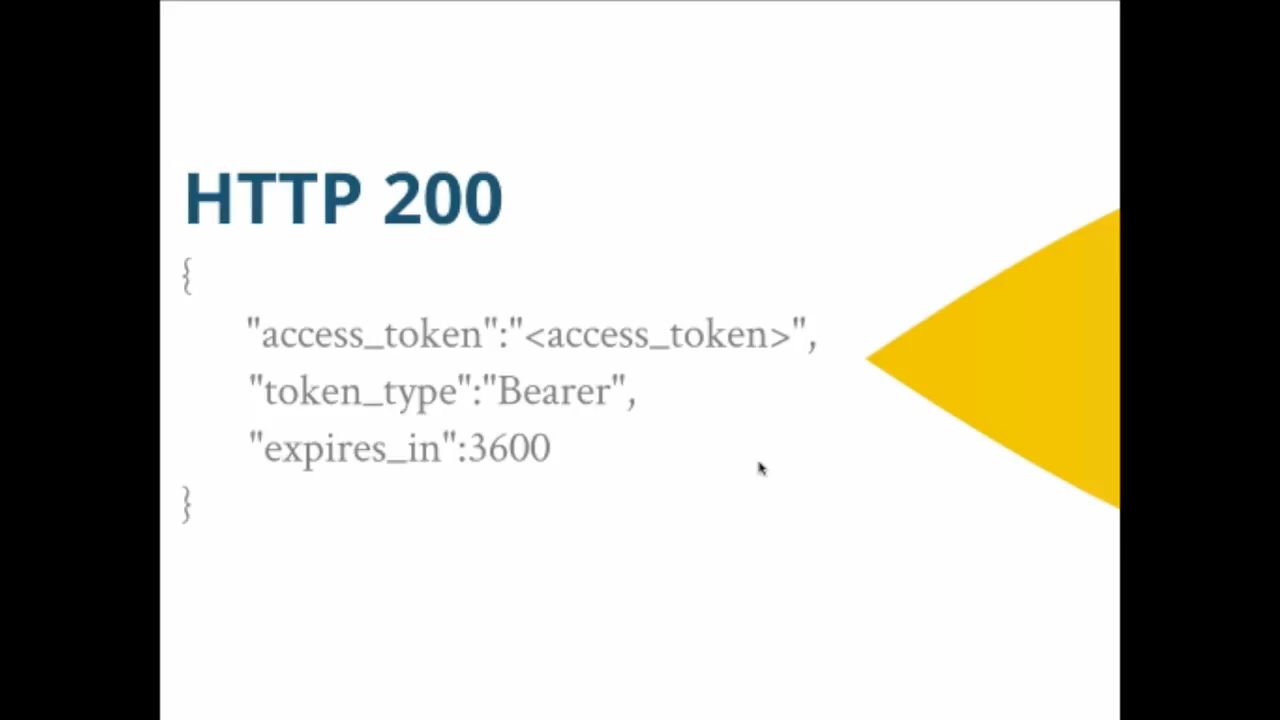 HTTP 200
{
"access_token":"<access_token>",
"token_type":"Bearer",
"expires_in":3600
}